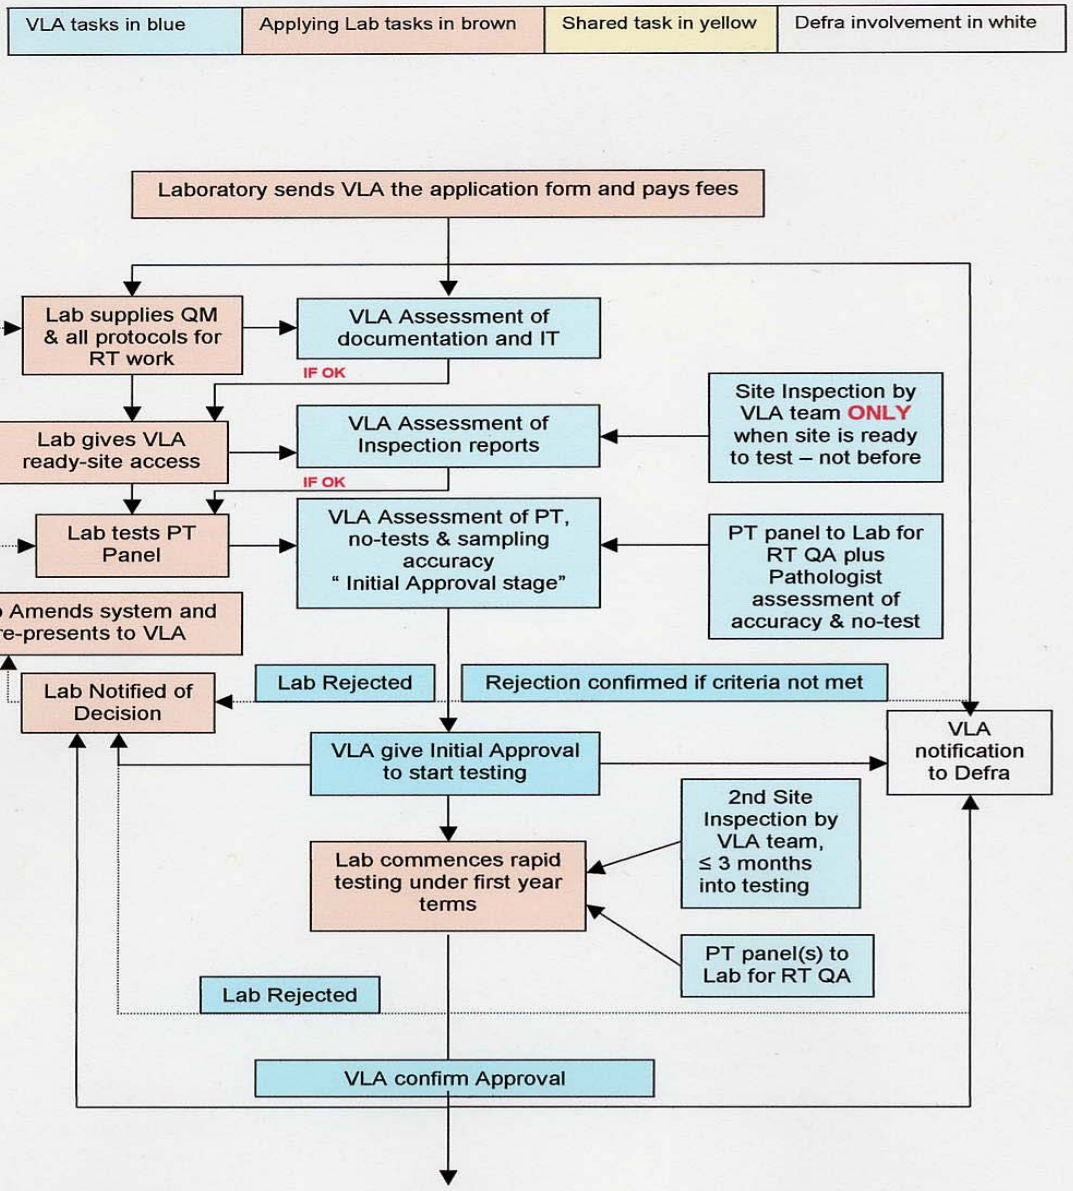 VLA tasks in blue
Applying Lab tasks in brown
Shared task in yellow
Defra involvement in white
Laboratory sends VLA the application form and pays fees
Lab supplies QM
& all protocols for
RT work
VLA Assessment of
documentation and IT
IF OK
Site Inspection by
VLA team ONLY
when site is ready
to test – not before
Lab gives VLA
ready-site access
VLA Assessment of
Inspection reports
IF OK
Lab tests PT
Panel
VLA Assessment of PT,
no-tests & sampling
accuracy
“ Initial Approval stage”
PT panel to Lab for
RT QA plus
Pathologist
assessment of
accuracy & no-test
Amends system and
re-presents to VLA
Lab Notified of
Decision
Lab Rejected
Rejection confirmed if criteria not met
VLA give Initial Approval
to start testing
VLA
notification
to Defra
2nd Site
Inspection by
VLA team,
≤ 3 months
into testing
Lab commences rapid
testing under first year
terms
PT panel(s) to
Lab for RT QA
Lab Rejected
VLA confirm Approval